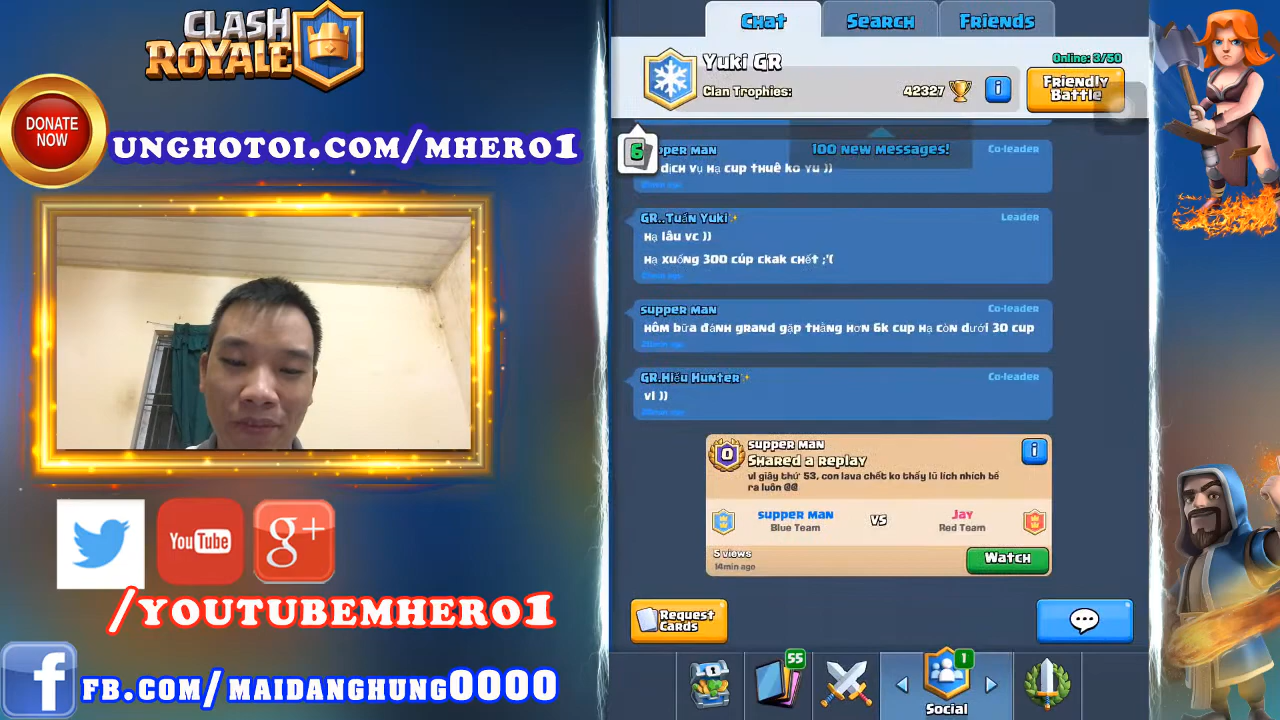 CLASH
ROYALE
DONATE
NOW
UNGHOTOI.COM/MHERO1
You Tube
g+
/YOUTUBEMHERO1
f
FB.COM/MAIDANGHUNG0000
Chat
Search
Friends
Yuki GR
Online: 3/50
Clan Trophies:
42327
i
Friendly
Battle
6
100 new messages!
Co-leader
dịch vụ hạ cup thuê ko yu ))
GR..Tuấn Yuki
Leader
Hạ lâu vc ))
Hạ xuống 300 cúp ckak chết ;'(
supper man
Co-leader
hôm bữa đánh grand gặp thằng hơn 6k cup hạ còn dưới 30 cup
GR.Hiếu Hunter
Co-leader
vl ))
0
supper man
Shared a replay
i
vl giây thứ 53, con lava chết ko thấy lũ lích nhích bể
ra luôn @@
supper man
VS
Jay
Blue Team
Red Team
5 views
14min ago
Watch
Request
Cards
55
1
Social